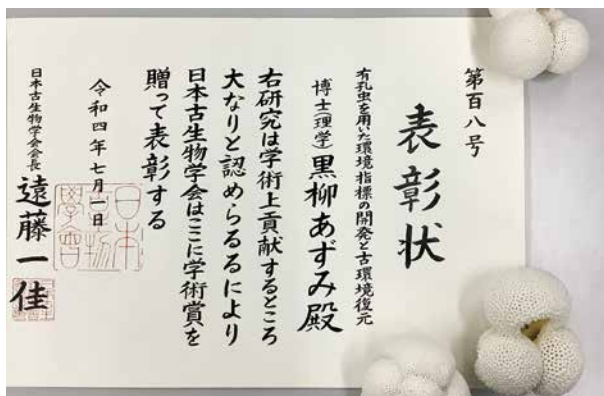 第百八号
表彰状
有孔虫を用いた環境指標の開発と古環境復元
博士(理学) 黒柳あずみ殿
右研究は学術上貢献するところ
大なりと認めらるるにより
日本古生物学会はここに学術賞を
贈って表彰する
令和四年七月一日
日本古生物学会会長 遠藤一佳